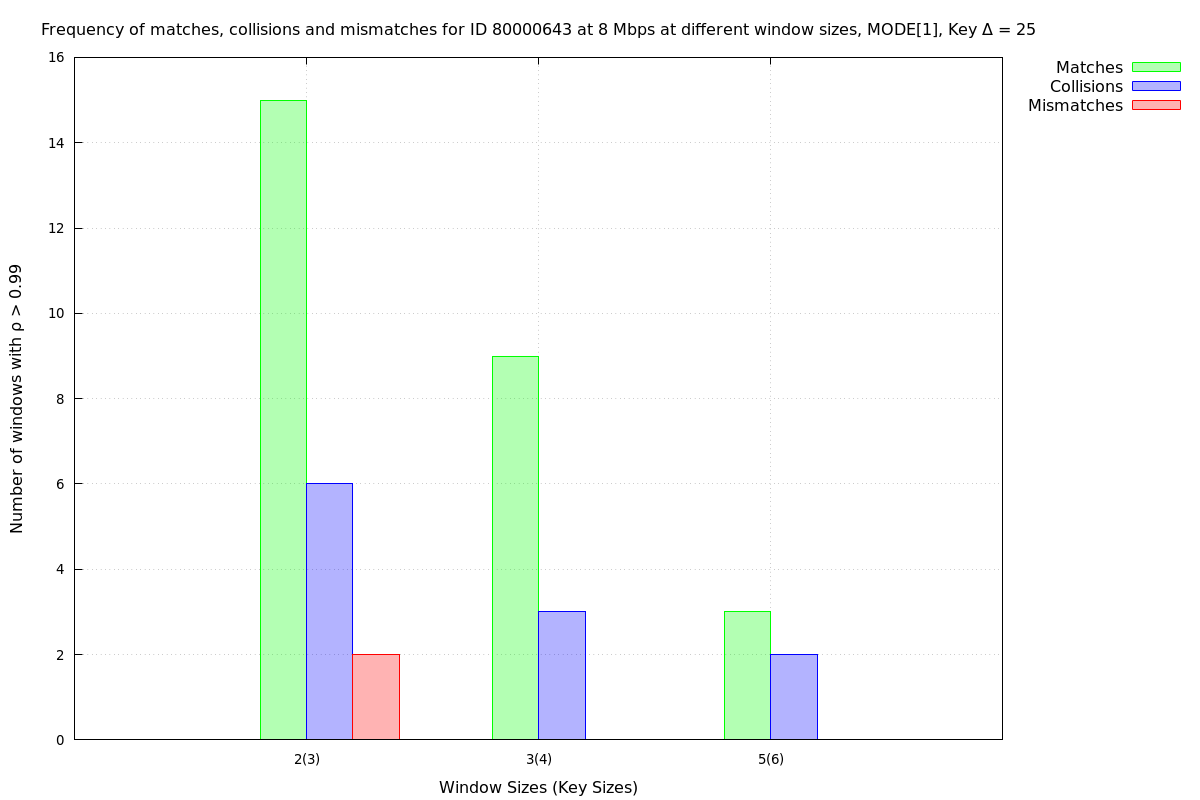 Frequency of matches, collisions and mismatches for ID 80000643 at 8 Mbps at different window sizes, MODE[1], Key Δ = 25
Matches
Collisions
Mismatches
Number of windows with ρ > 0.99
16
14
12
10
8
6
4
2
0
2(3)
3(4)
5(6)
Window Sizes (Key Sizes)